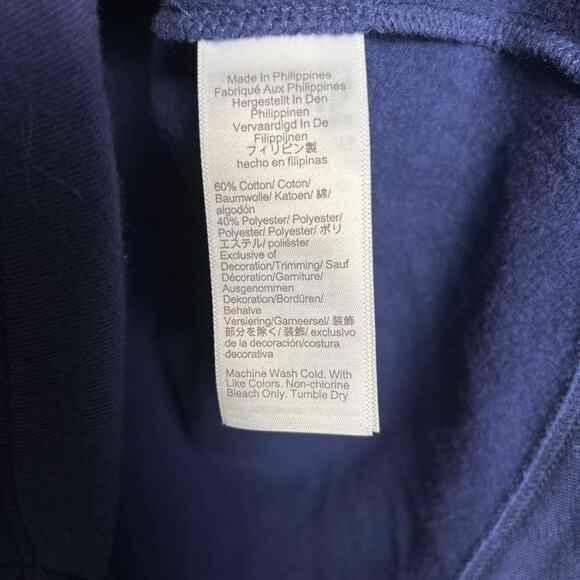 Made In Philippines
Fabriqué Aux Philippines
Hergestellt In Den
Philippinen
Vervaardigd In De
Filippijnen
フィリピン製
hecho en filipinas
60% Cotton/ Coton/
Baumwolle/ Katoen/ 綿/
algodón
40% Polyester/ Polyester/
Polyester/ Polyester/ ポリ
エステル/ poliéster
Exclusive of
Decoration/Trimming/ Sauf
Décoration/Garniture/
Ausgenommen
Dekoration/Bordüren/
Behalve
Versiering/Garneersel/ 装飾
部分を除く/ 装飾/ exclusivo
de la decoración/costura
decorativa
Machine Wash Cold. With
Like Colors. Non-chlorine
Bleach Only. Tumble Dry